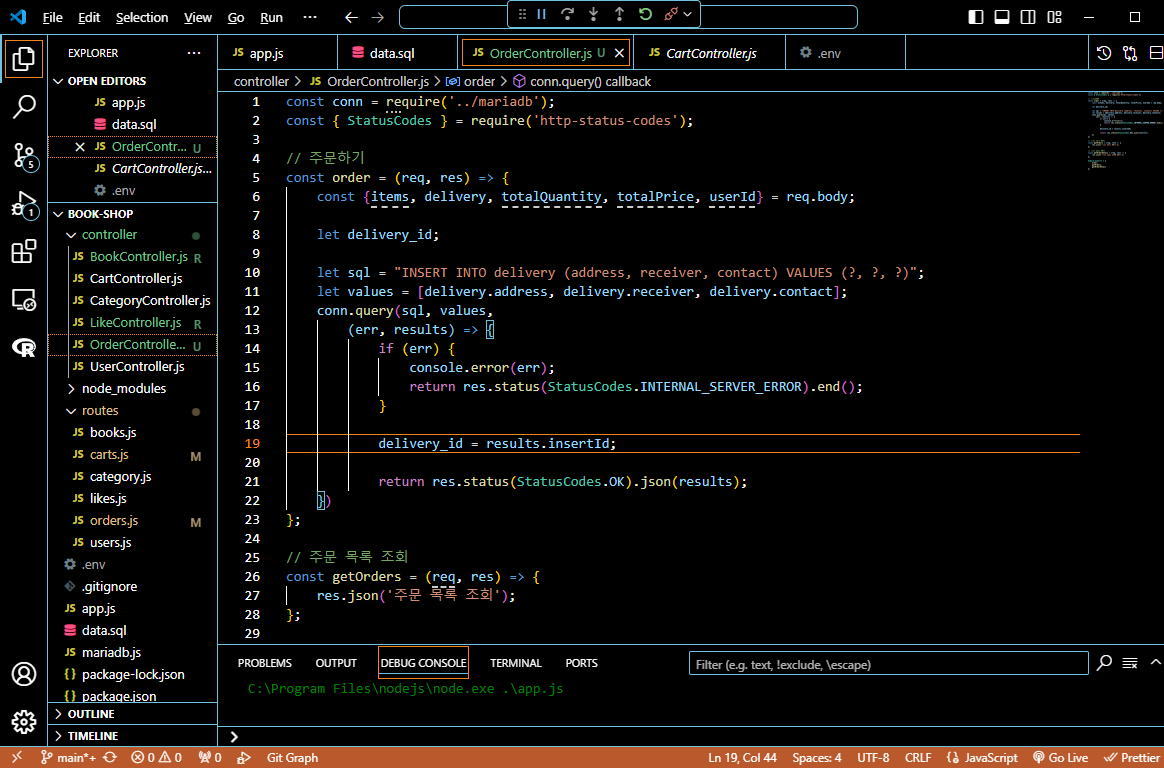 File Edit Selection View Go Run ···
EXPLORER ···
OPEN EDITORS
JS app.js
data.sql
JS OrderContr... U
JS CartController.js...
.env
BOOK-SHOP
controller
JS BookController.js R
JS CartController.js
JS CategoryController.js
JS LikeController.js R
JS OrderControlle... U
JS UserController.js
node_modules
routes
JS books.js
JS carts.js M
JS category.js
JS likes.js
JS orders.js M
JS users.js
.env
.gitignore
JS app.js
data.sql
JS mariadb.js
{} package-lock.json
{} package.json
OUTLINE
TIMELINE
5
1
JS app.js data.sql JS OrderController.js U JS CartController.js .env
controller > JS OrderController.js > order > conn.query() callback
1 const conn = require('../mariadb');
2 const { StatusCodes } = require('http-status-codes');
3
4 // 주문하기
5 const order = (req, res) => {
6 const {items, delivery, totalQuantity, totalPrice, userId} = req.body;
7
8 let delivery_id;
9
10 let sql = "INSERT INTO delivery (address, receiver, contact) VALUES (?, ?, ?)";
11 let values = [delivery.address, delivery.receiver, delivery.contact];
12 conn.query(sql, values,
13 (err, results) => {
14 if (err) {
15 console.error(err);
16 return res.status(StatusCodes.INTERNAL_SERVER_ERROR).end();
17 }
18
19 delivery_id = results.insertId;
20
21 return res.status(StatusCodes.OK).json(results);
22 })
23 };
24
25 // 주문 목록 조회
26 const getOrders = (req, res) => {
27 res.json('주문 목록 조회');
28 };
29
PROBLEMS OUTPUT DEBUG CONSOLE TERMINAL PORTS Filter (e.g. text, !exclude, \escape)
C:\Program Files\nodejs\node.exe .\app.js
main*+ 0 0 0 Git Graph Ln 19, Col 44 Spaces: 4 UTF-8 CRLF {} JavaScript Go Live Prettier